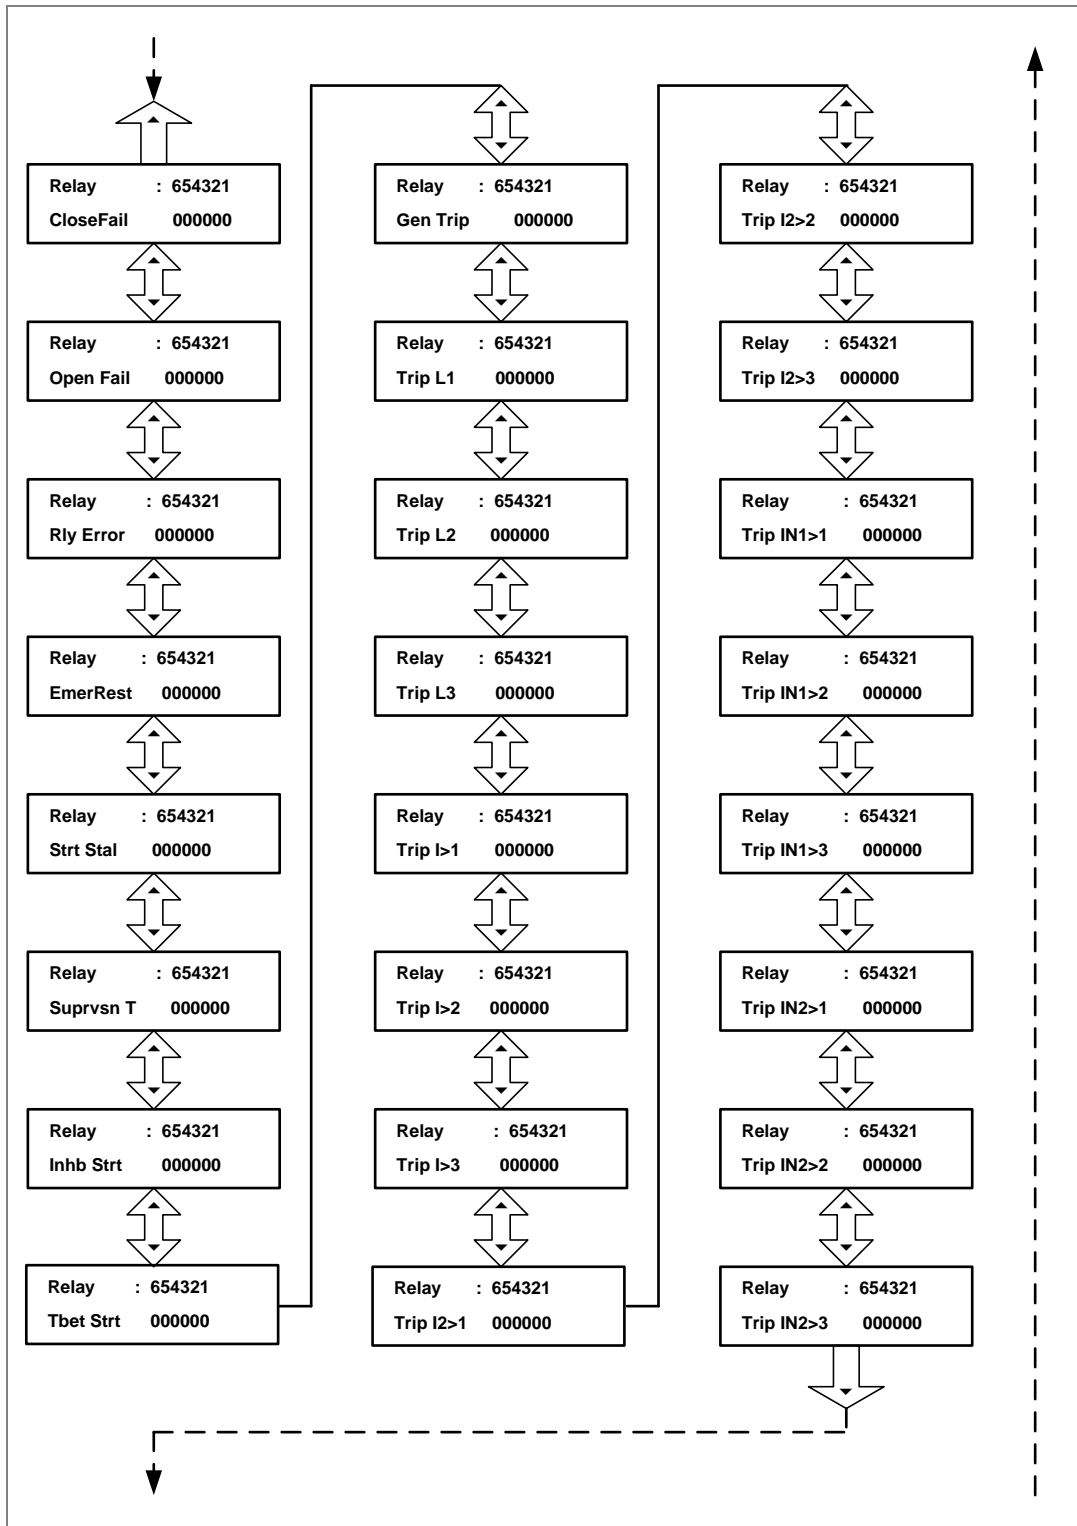 Relay : 654321
CloseFail 000000
Relay : 654321
Open Fail 000000
Relay : 654321
Rly Error 000000
Relay : 654321
EmerRest 000000
Relay : 654321
Strt Stal 000000
Relay : 654321
Suprvsn T 000000
Relay : 654321
Inhb Strt 000000
Relay : 654321
Tbet Strt 000000
Relay : 654321
Gen Trip 000000
Relay : 654321
Trip L1 000000
Relay : 654321
Trip L2 000000
Relay : 654321
Trip L3 000000
Relay : 654321
Trip I>1 000000
Relay : 654321
Trip I>2 000000
Relay : 654321
Trip I>3 000000
Relay : 654321
Trip I2>1 000000
Relay : 654321
Trip I2>2 000000
Relay : 654321
Trip I2>3 000000
Relay : 654321
Trip IN1>1 000000
Relay : 654321
Trip IN1>2 000000
Relay : 654321
Trip IN1>3 000000
Relay : 654321
Trip IN2>1 000000
Relay : 654321
Trip IN2>2 000000
Relay : 654321
Trip IN2>3 000000